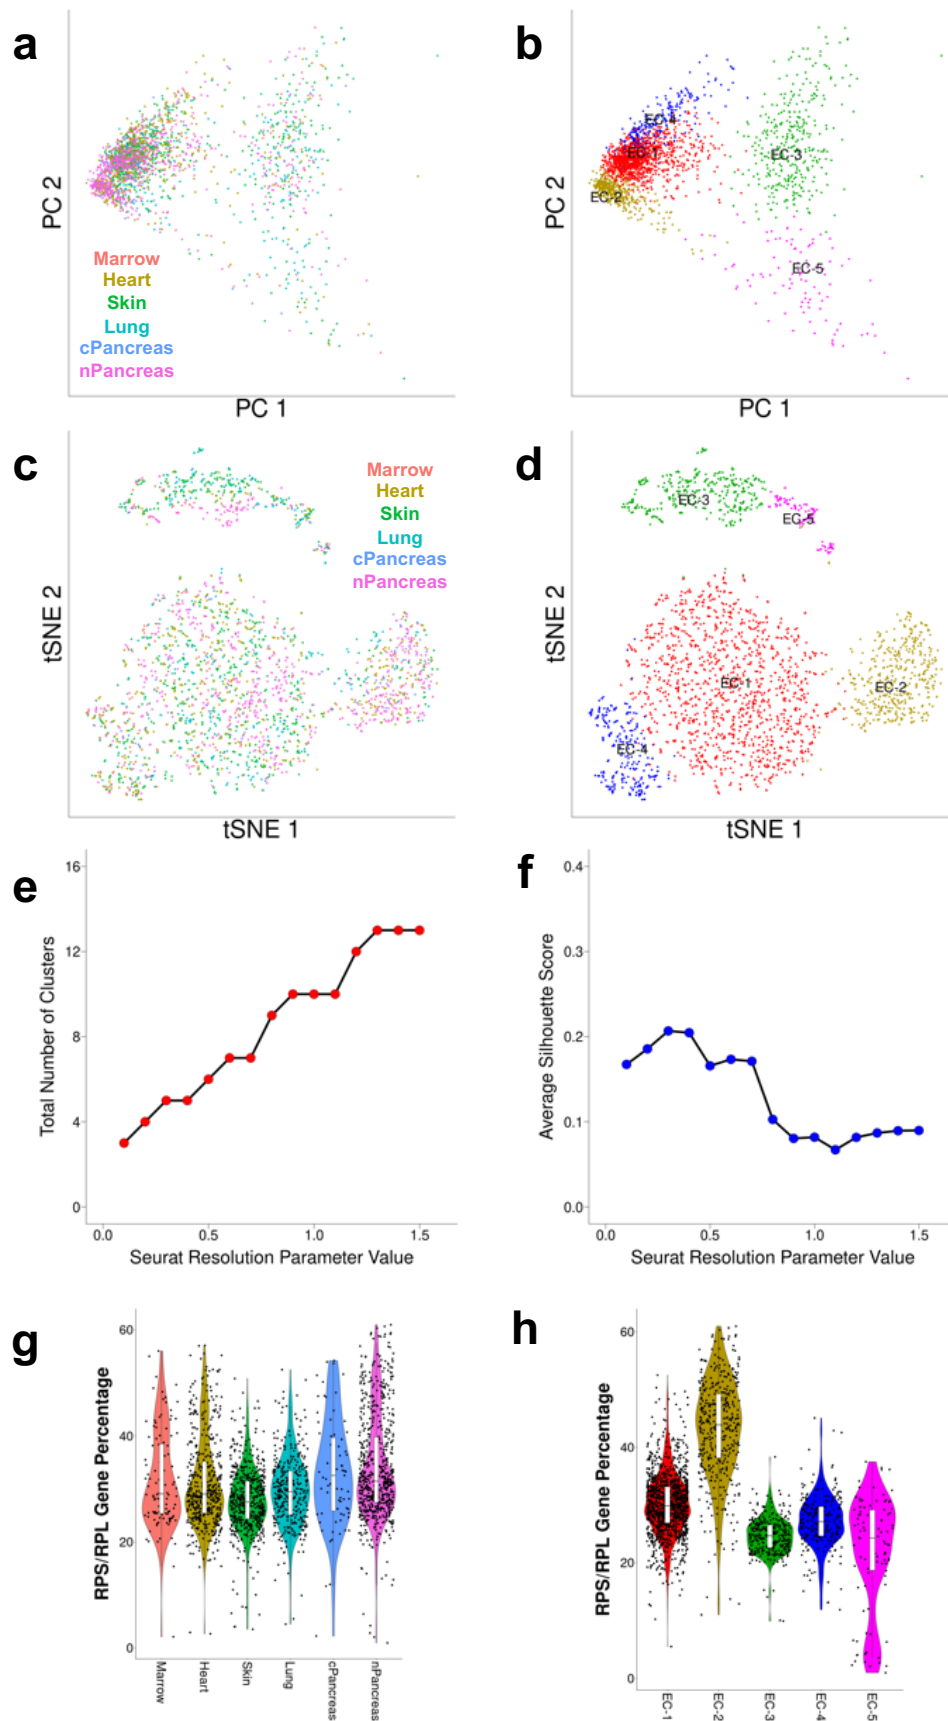 a
b
PC 2
Marrow
Heart
Skin
Lung
cPancreas
nPancreas
PC 1
PC 2
EC-4
EC-1
EC-3
EC-2
EC-5
PC 1
c
d
tSNE 2
Marrow
Heart
Skin
Lung
cPancreas
nPancreas
tSNE 1
tSNE 2
EC-3
EC-5
EC-1
EC-2
EC-4
tSNE 1
e
f
Total Number of Clusters
16
12
8
4
0
0.0 0.5 1.0 1.5
Seurat Resolution Parameter Value
Average Silhouette Score
0.4
0.3
0.2
0.1
0.0
0.0 0.5 1.0 1.5
Seurat Resolution Parameter Value
g
h
RPS/RPL Gene Percentage
60
40
20
0
Marrow
Heart
Skin
Lung
cPancreas
nPancreas
RPS/RPL Gene Percentage
60
40
20
0
EC-1
EC-2
EC-3
EC-4
EC-5